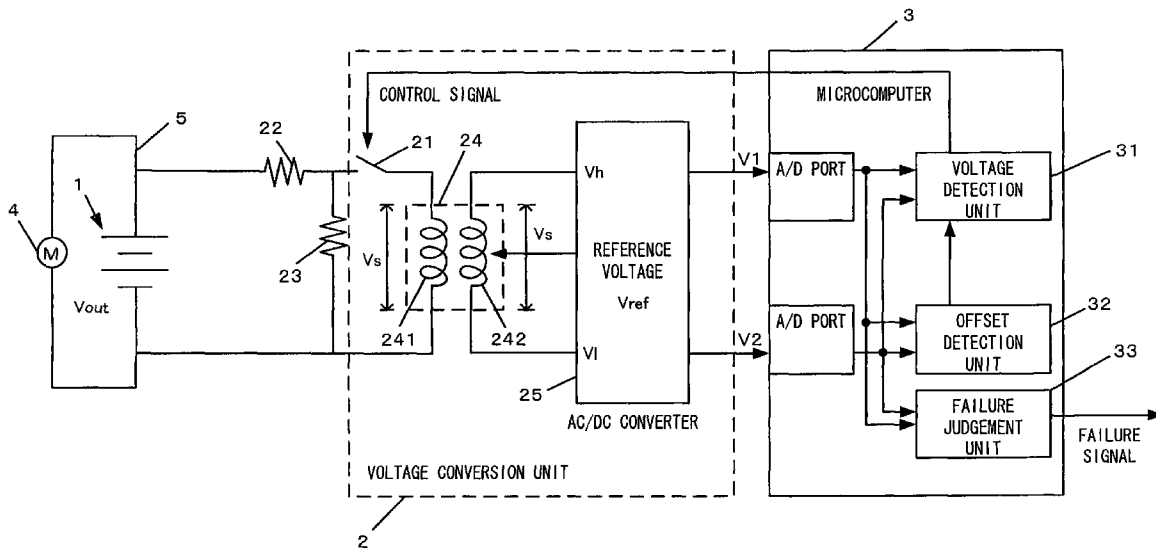 3
CONTROL SIGNAL
MICROCOMPUTER
5
22
21
24
V1
A/D PORT
VOLTAGE
DETECTION
UNIT
31
1
4
M
Vh
23
Vs
Vs
REFERENCE
VOLTAGE
Vref
Vout
241
242
V2
A/D PORT
OFFSET
DETECTION
UNIT
32
Vl
25
33
AC/DC CONVERTER
FAILURE
JUDGEMENT
UNIT
FAILURE
SIGNAL
VOLTAGE CONVERSION UNIT
2